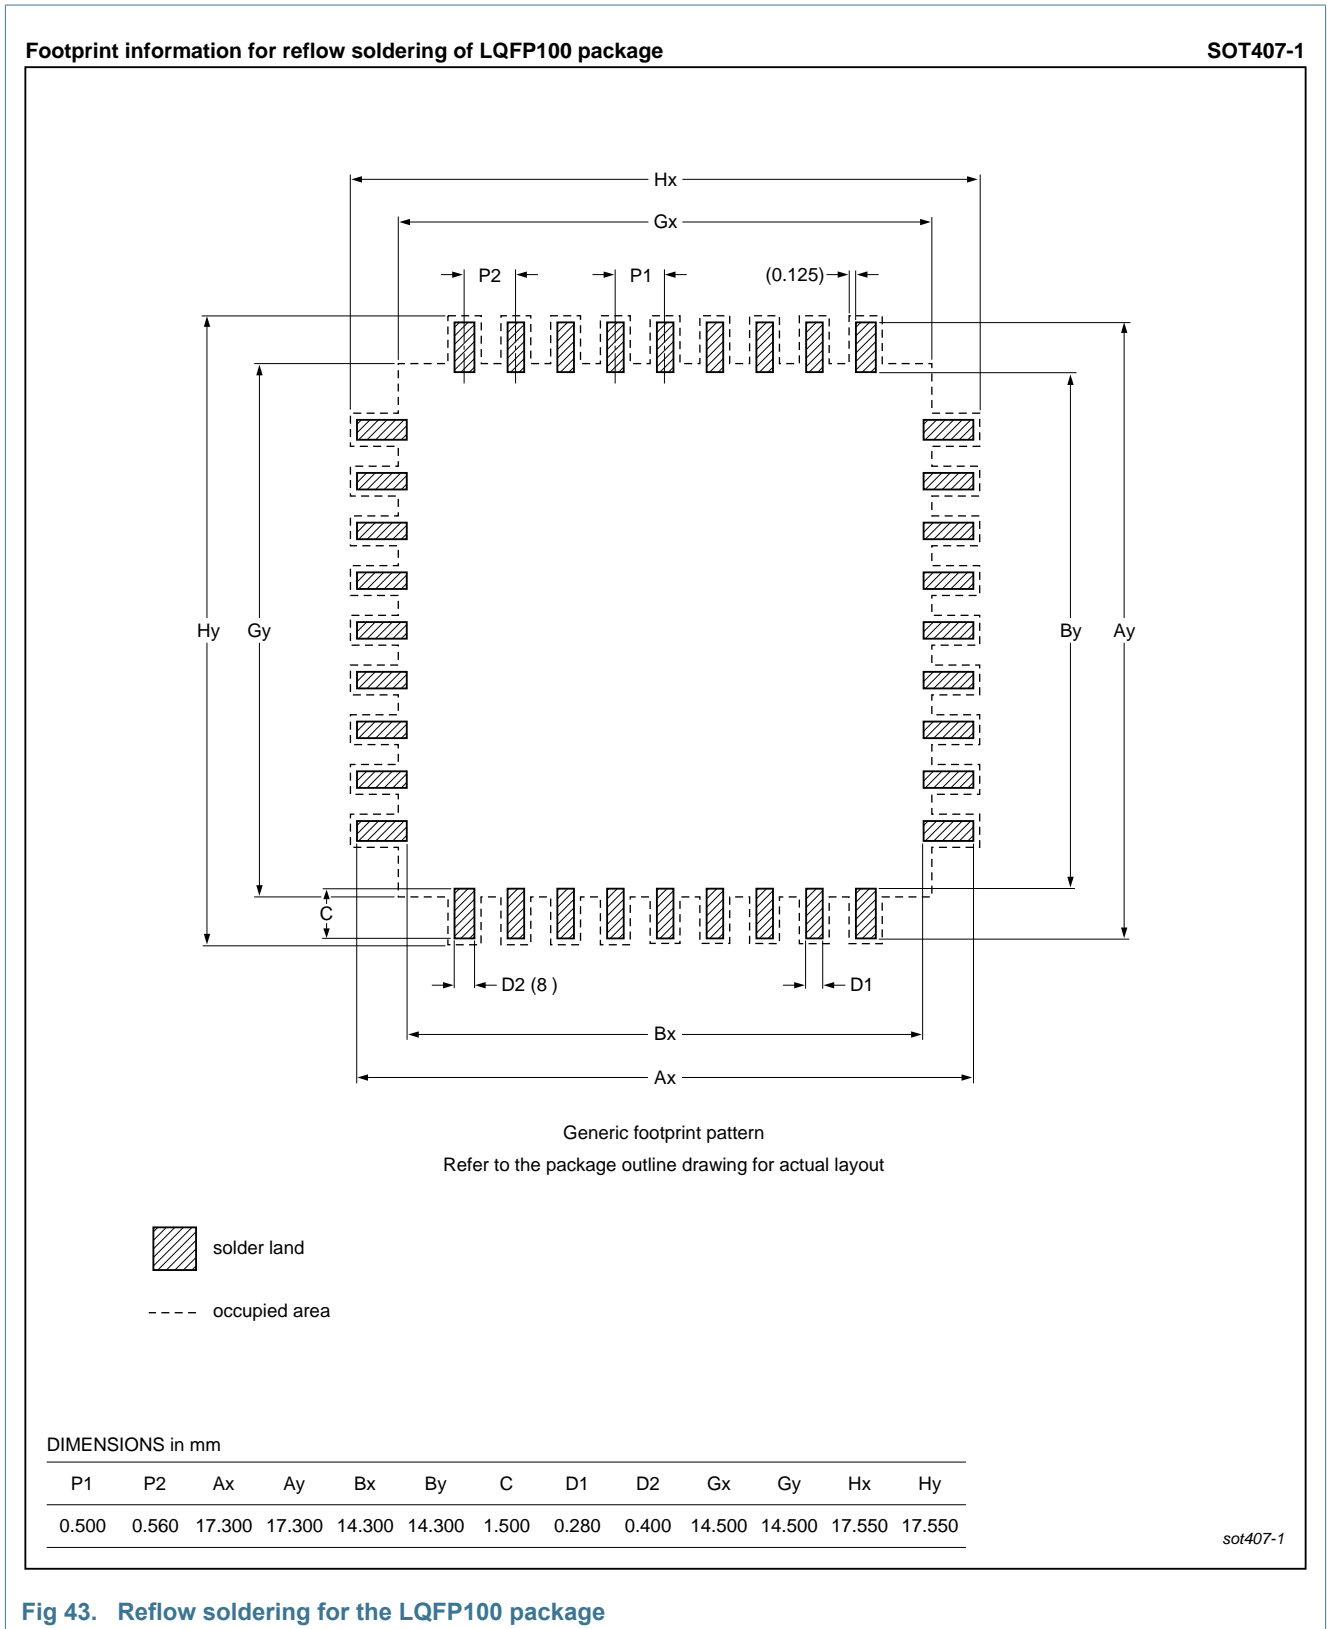 Footprint information for reflow soldering of LQFP100 package SOT407-1
Hx
Gx
P2 P1 (0.125)
Hy Gy By Ay
C
D2 (8 ) D1
Bx
Ax
Generic footprint pattern
Refer to the package outline drawing for actual layout
solder land
occupied area
DIMENSIONS in mm
P1 P2 Ax Ay Bx By C D1 D2 Gx Gy Hx Hy
0.500 0.560 17.300 17.300 14.300 14.300 1.500 0.280 0.400 14.500 14.500 17.550 17.550
sot407-1
Fig 43. Reflow soldering for the LQFP100 package